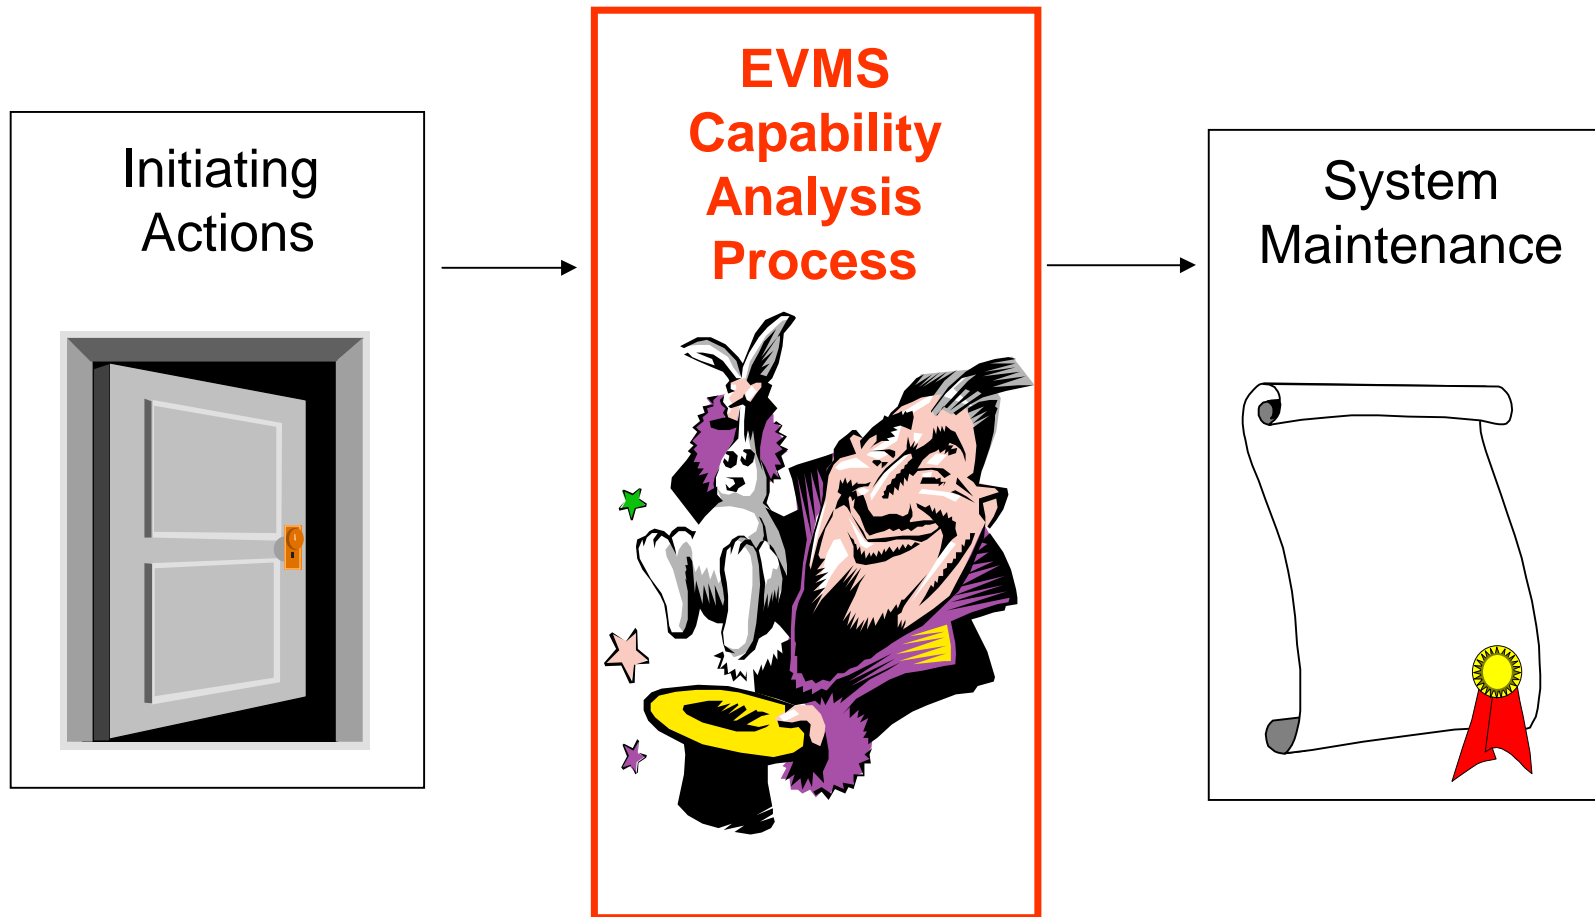 Initiating
Actions
EVMS
Capability
Analysis
Process
System
Maintenance